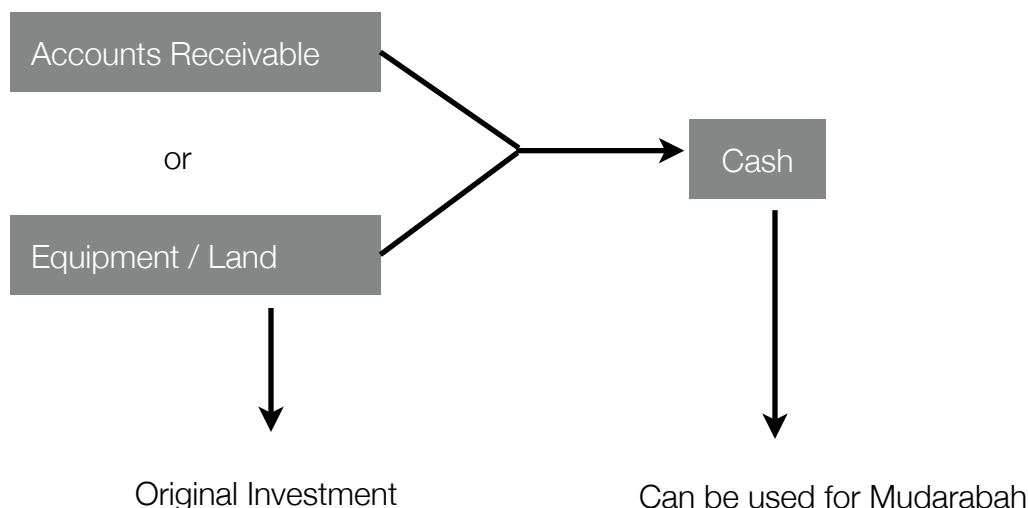 Accounts Receivable
or
Cash
Equipment / Land
Original Investment
Can be used for Mudarabah